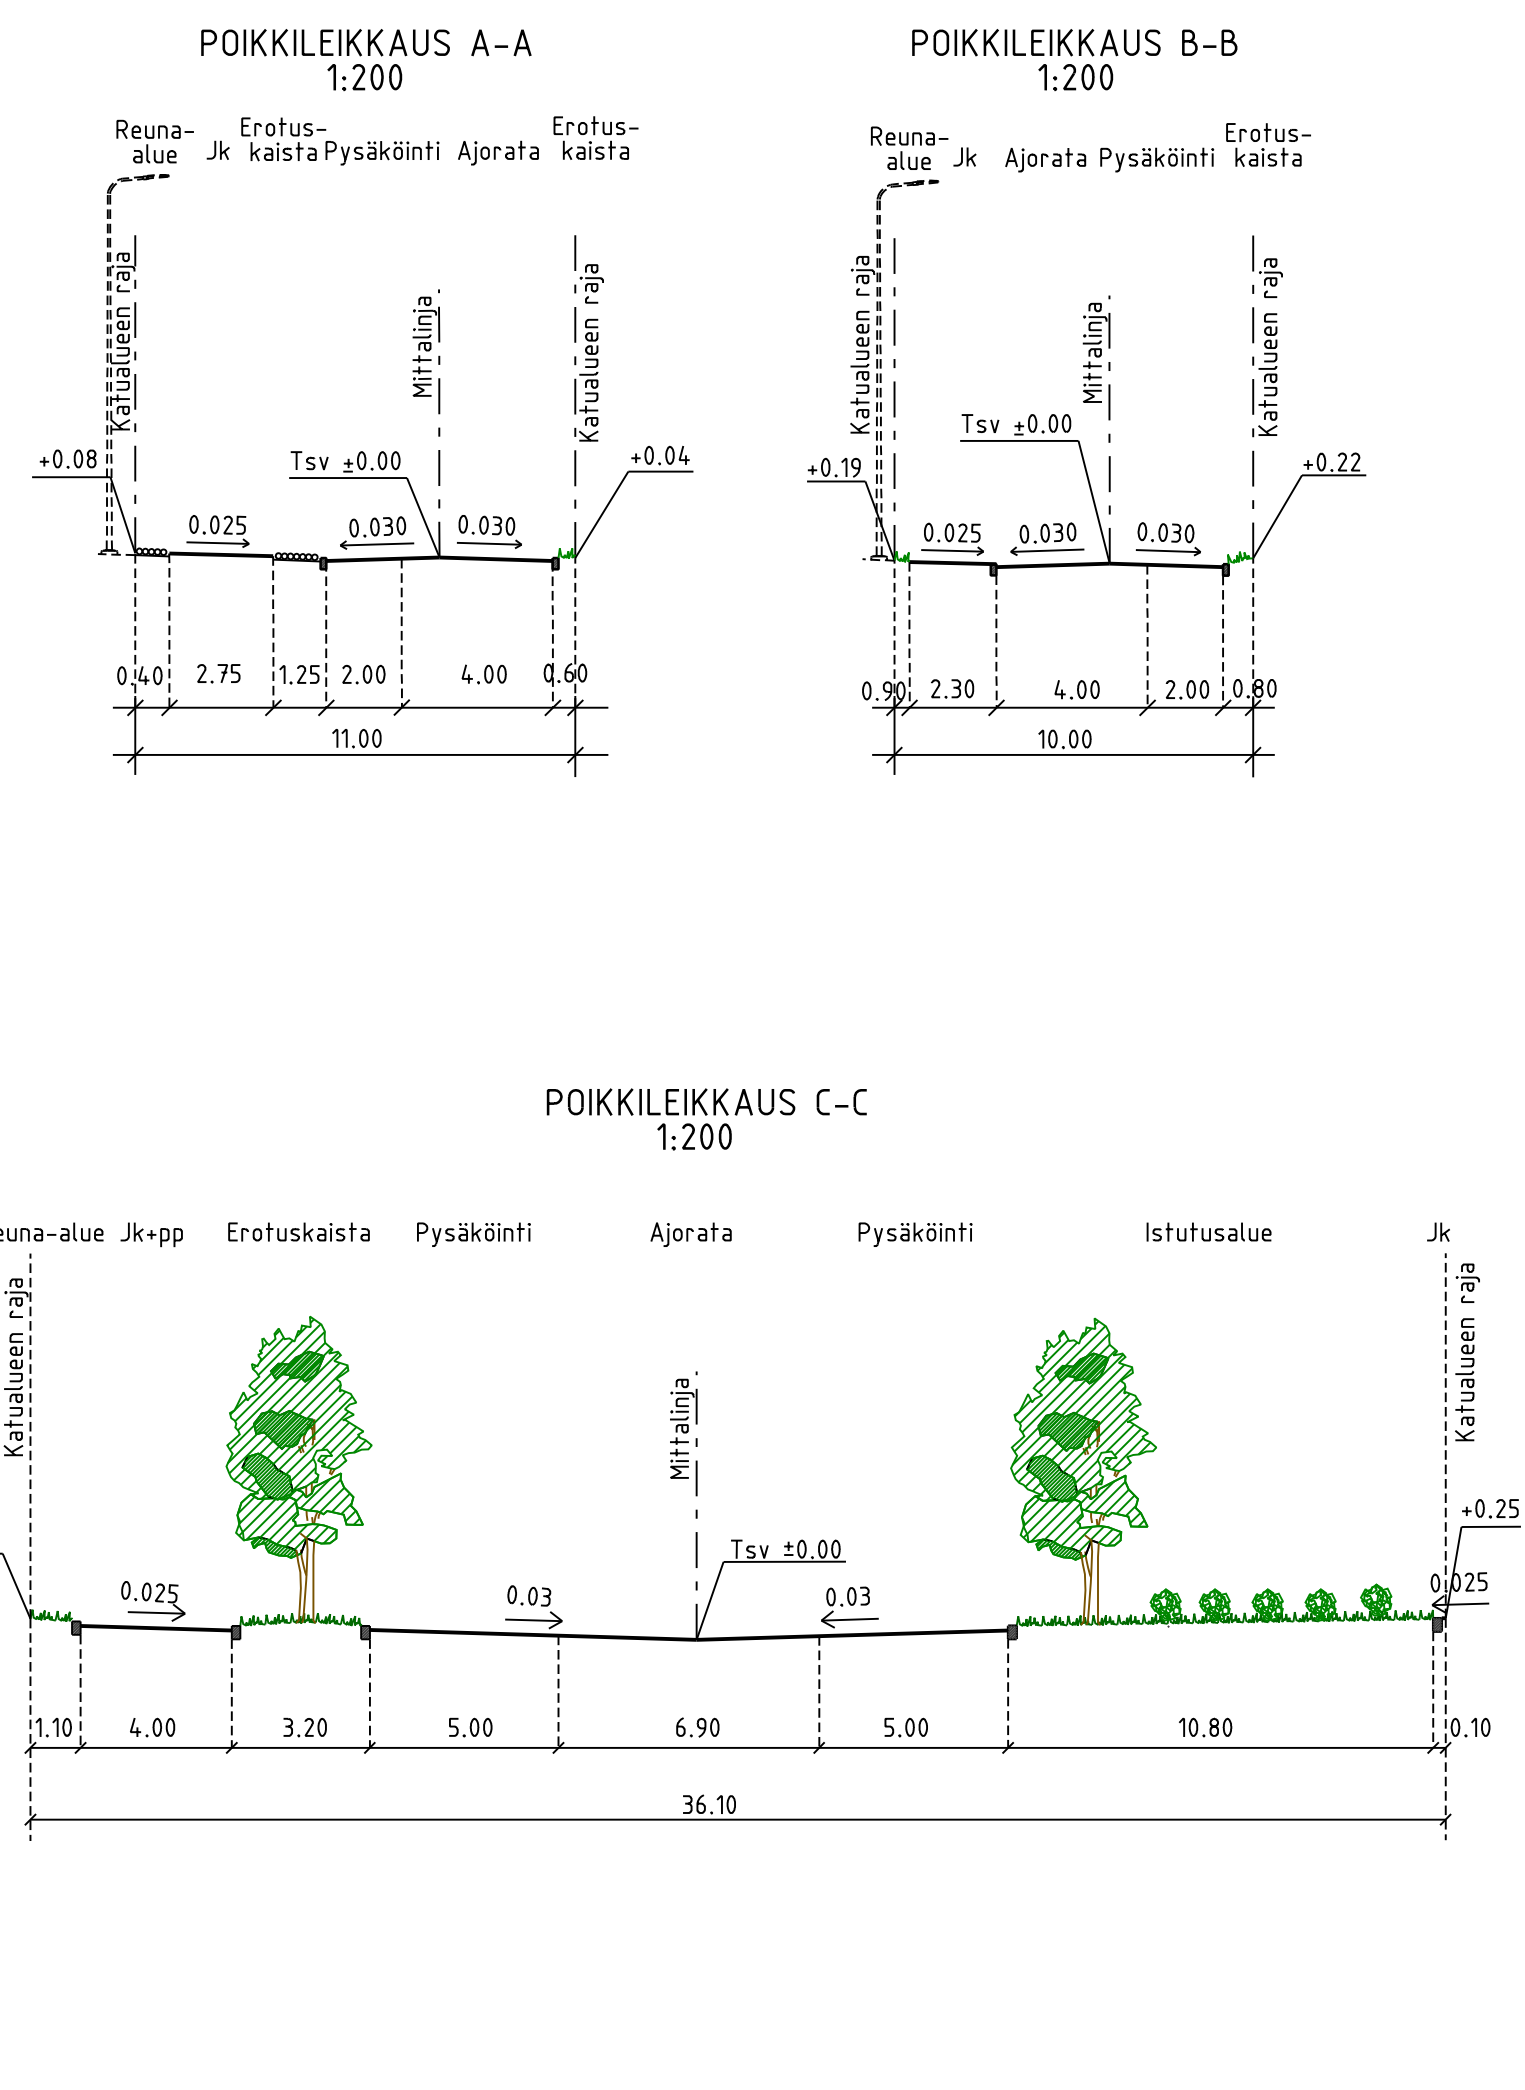 POIKKILEIKKAUS A-A
1:200
Reuna-
alue
Jk
Erotus-
kaista
Pysäköinti
Ajorata
Erotus-
kaista
Katualueen raja
Mittalinja
Katualueen raja
+0.08
Tsv ±0.00
+0.04
0.025
0.030
0.030
0.40
2.75
1.25
2.00
4.00
0.60
11.00
POIKKILEIKKAUS B-B
1:200
Reuna-
alue
Jk
Ajorata
Pysäköinti
Erotus-
kaista
Katualueen raja
Mittalinja
Katualueen raja
+0.19
Tsv ±0.00
+0.22
0.025
0.030
0.030
0.90
2.30
4.00
2.00
0.80
10.00
POIKKILEIKKAUS C-C
1:200
euna-alue
Jk+pp
Erotuskaista
Pysäköinti
Ajorata
Pysäköinti
Istutusalue
Jk
Katualueen raja
Mittalinja
Katualueen raja
Tsv ±0.00
+0.25
0.025
0.03
0.03
0.025
1.10
4.00
3.20
5.00
6.90
5.00
10.80
0.10
36.10